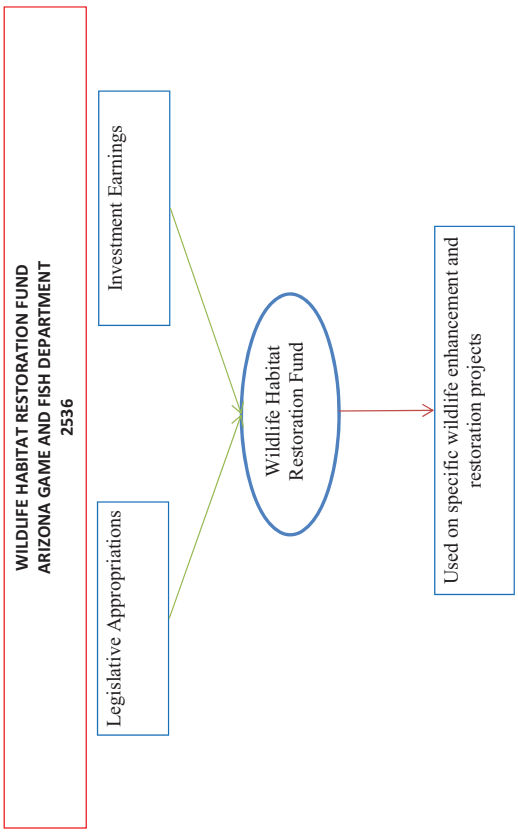 WILDLIFE HABITAT RESTORATION FUND
ARIZONA GAME AND FISH DEPARTMENT
2536
Legislative Appropriations
Investment Earnings
Wildlife Habitat
Restoration Fund
Used on specific wildlife enhancement and
restoration projects